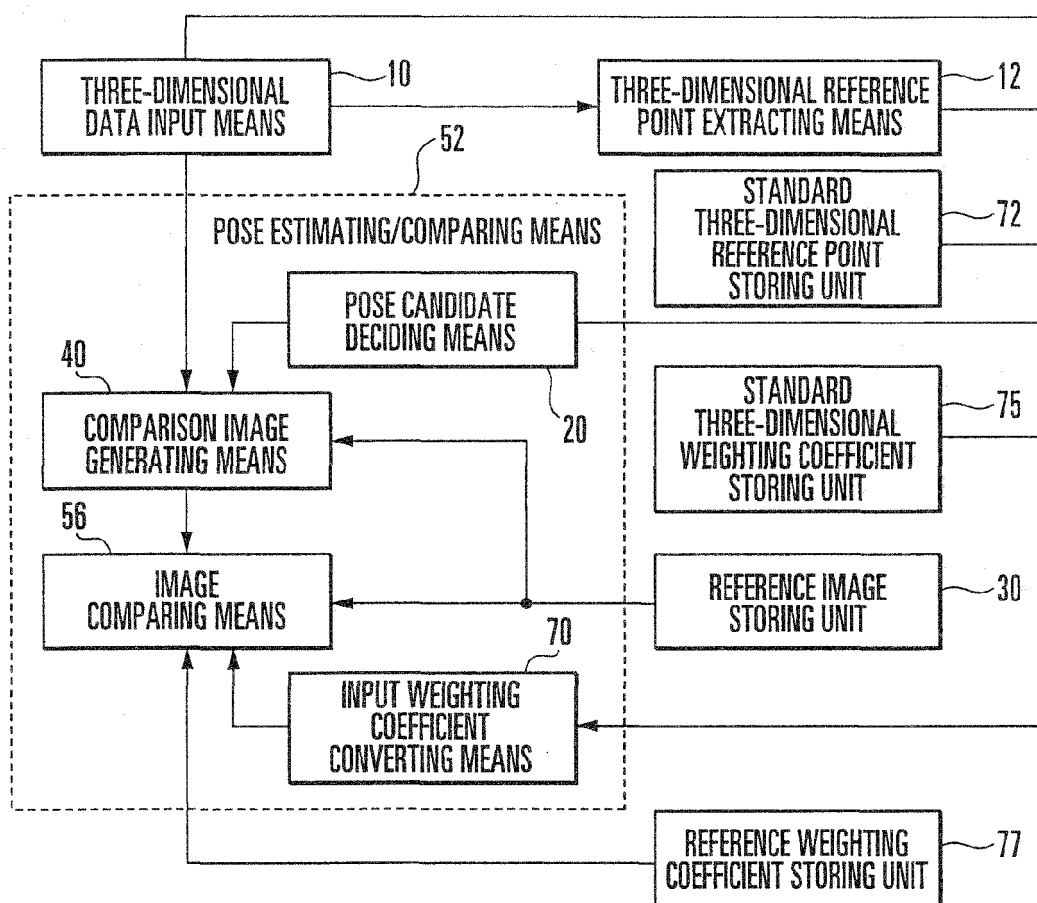 10
THREE-DIMENSIONAL
DATA INPUT MEANS
12
THREE-DIMENSIONAL REFERENCE
POINT EXTRACTING MEANS
52
POSE ESTIMATING/COMPARING MEANS
STANDARD
THREE-DIMENSIONAL
REFERENCE POINT
STORING UNIT
72
POSE CANDIDATE
DECIDING MEANS
20
40
COMPARISON IMAGE
GENERATING MEANS
STANDARD
THREE-DIMENSIONAL
WEIGHTING COEFFICIENT
STORING UNIT
75
56
IMAGE
COMPARING MEANS
REFERENCE IMAGE
STORING UNIT
30
70
INPUT WEIGHTING
COEFFICIENT
CONVERTING MEANS
REFERENCE WEIGHTING
COEFFICIENT STORING UNIT
77